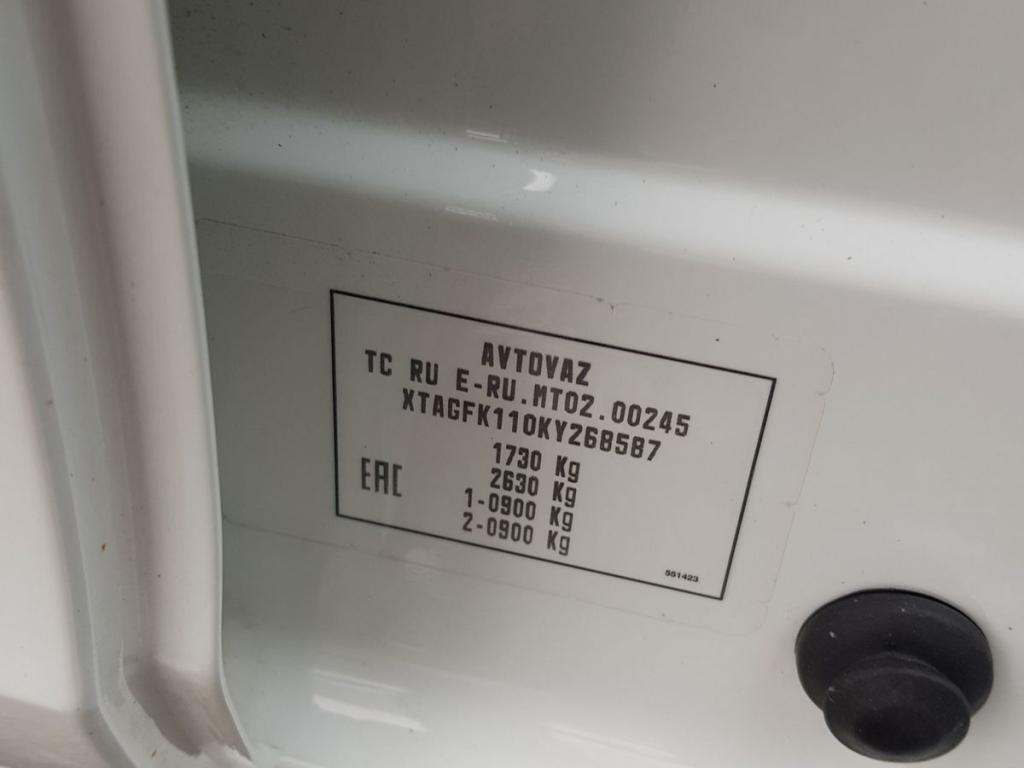 AVTOVAZ
TC RU E-RU.MT02.00245
XTAGFK110KY268587
1730 Kg
EAC
2630 Kg
1-0900 Kg
2-0900 Kg
551423